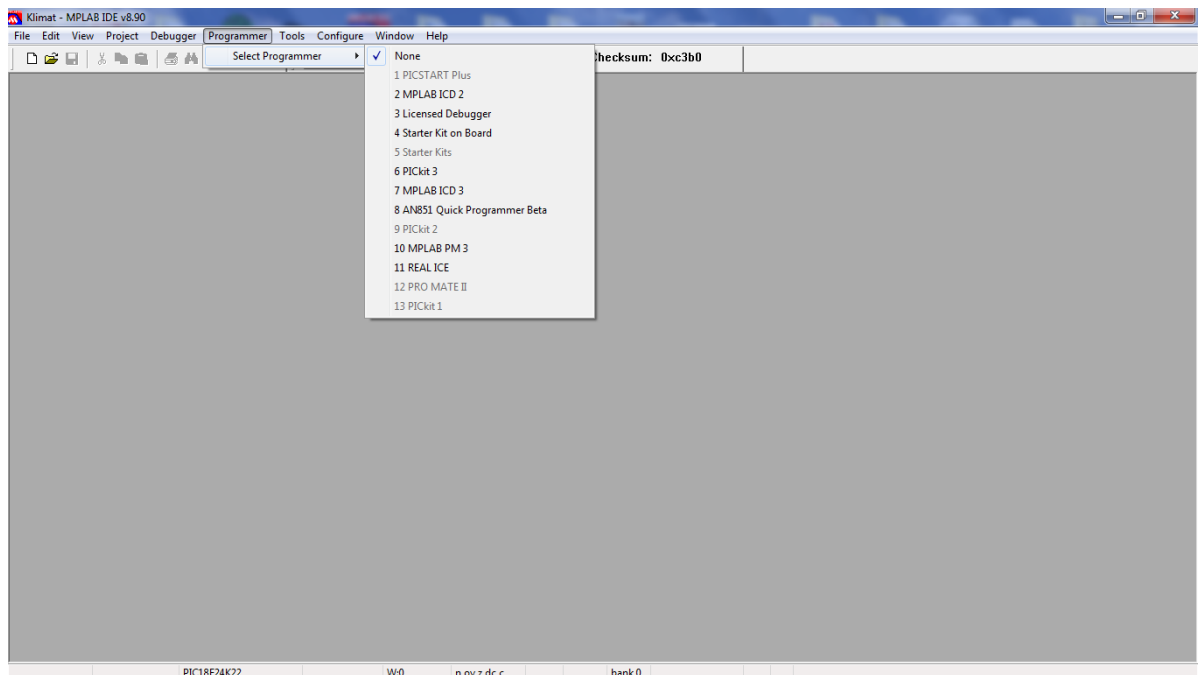 Klimat - MPLAB IDE v8.90
File Edit View Project Debugger Programmer Tools Configure Window Help
Select Programmer
Checksum: 0xc3b0
None
1 PICSTART Plus
2 MPLAB ICD 2
3 Licensed Debugger
4 Starter Kit on Board
5 Starter Kits
6 PICkit 3
7 MPLAB ICD 3
8 AN851 Quick Programmer Beta
9 PICkit 2
10 MPLAB PM 3
11 REAL ICE
12 PRO MATE II
13 PICkit 1
PIC18F24K22 W:0 n ov z dc c bank 0